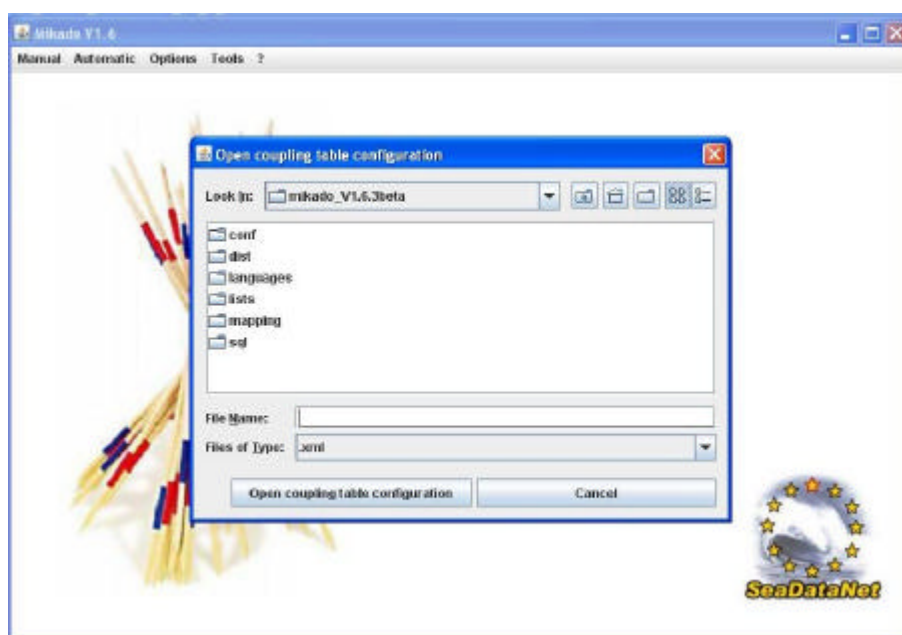 Mikado V1.6
Manual Automatic Options Tools ?
Open coupling table configuration
Look In: mikado_V1.6.3beta
conf
dist
languages
lists
mapping
sql
File Name:
Files of Type: .xml
Open coupling table configuration Cancel
SeaDataNet